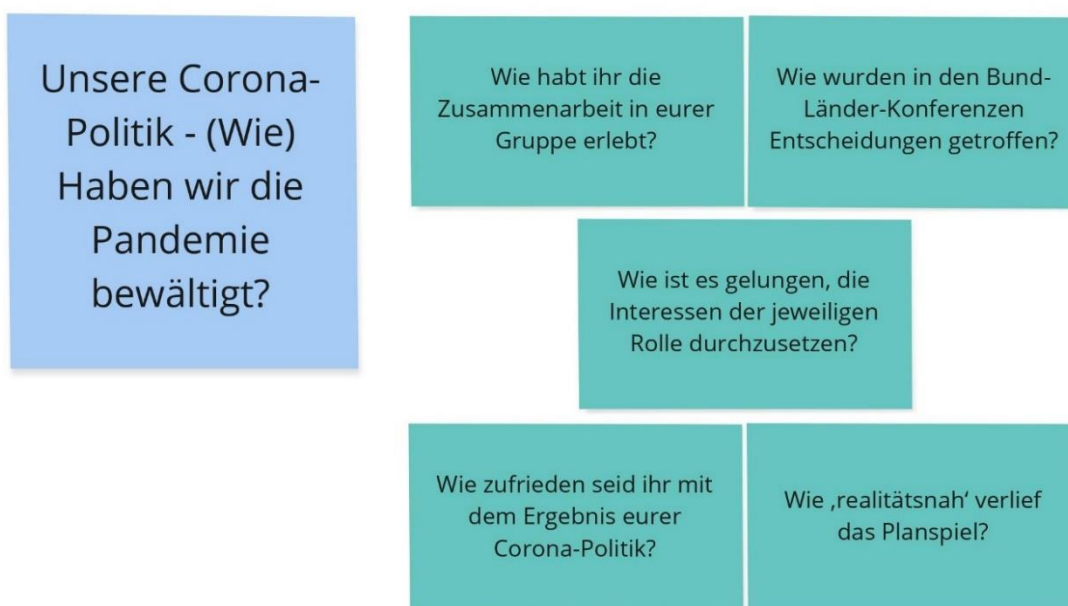 Unsere Corona-
Politik - (Wie)
Haben wir die
Pandemie
bewältigt?
Wie habt ihr die
Zusammenarbeit in eurer
Gruppe erlebt?
Wie wurden in den Bund-
Länder-Konferenzen
Entscheidungen getroffen?
Wie ist es gelungen, die
Interessen der jeweiligen
Rolle durchzusetzen?
Wie zufrieden seid ihr mit
dem Ergebnis eurer
Corona-Politik?
Wie ‚realitätsnah‘ verlief
das Planspiel?